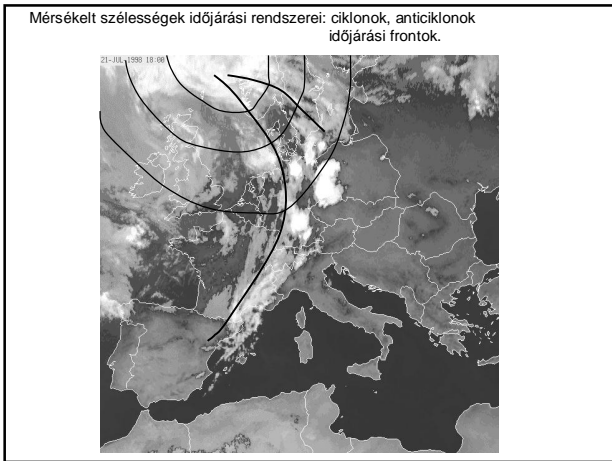 Mérsékelt szélességek időjárási rendszerei: ciklonok, anticiklonok
időjárási frontok.
21-JUL-1998 18:00